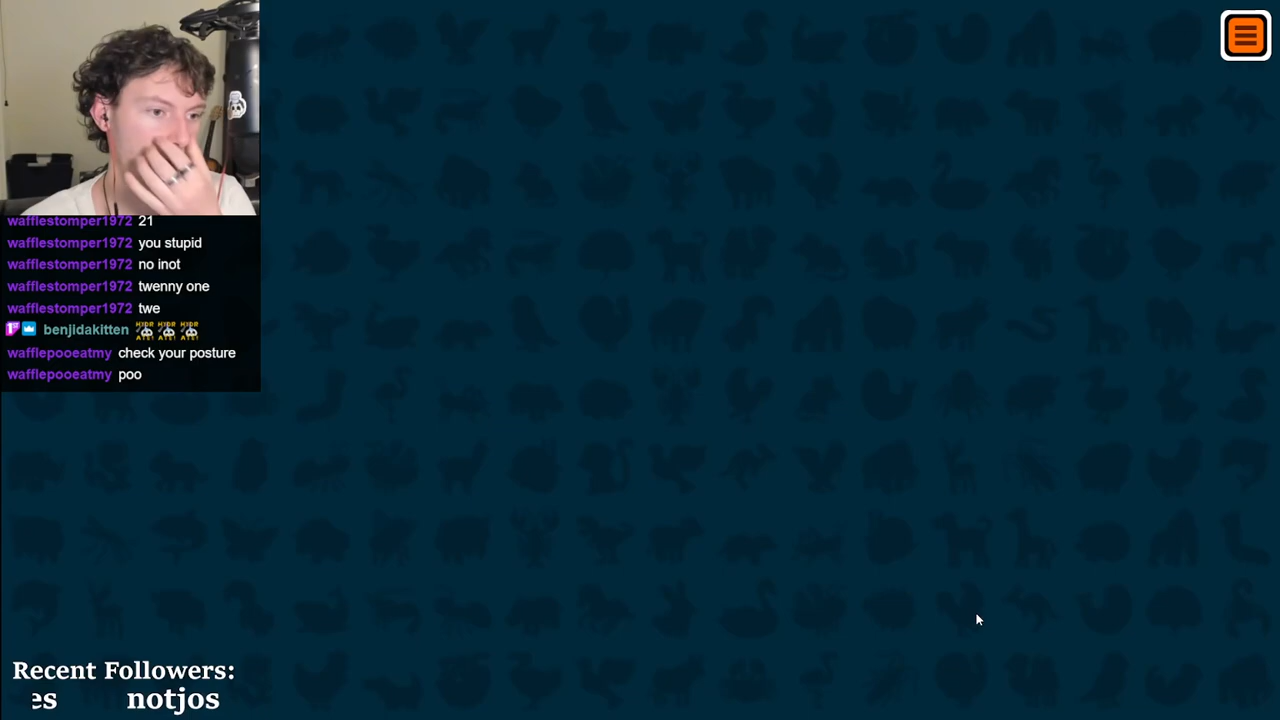 wafflestomper1972 21
wafflestomper1972 you stupid
wafflestomper1972 no inot
wafflestomper1972 twenny one
wafflestomper1972 twe
benjidakitten
wafflepooeatmy check your posture
wafflepooeatmy poo
Recent Followers:
es notjos